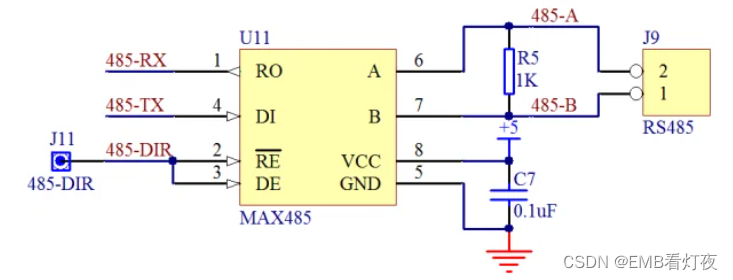 U11
485-A
J9
485-RX
1
RO
A
6
R5
1K
2
1
485-TX
4
DI
B
7
485-B
RS485
J11
485-DIR
2
RE
VCC
8
+5
485-DIR
3
DE
GND
5
C7
0.1uF
MAX485
CSDN @EMB看灯夜